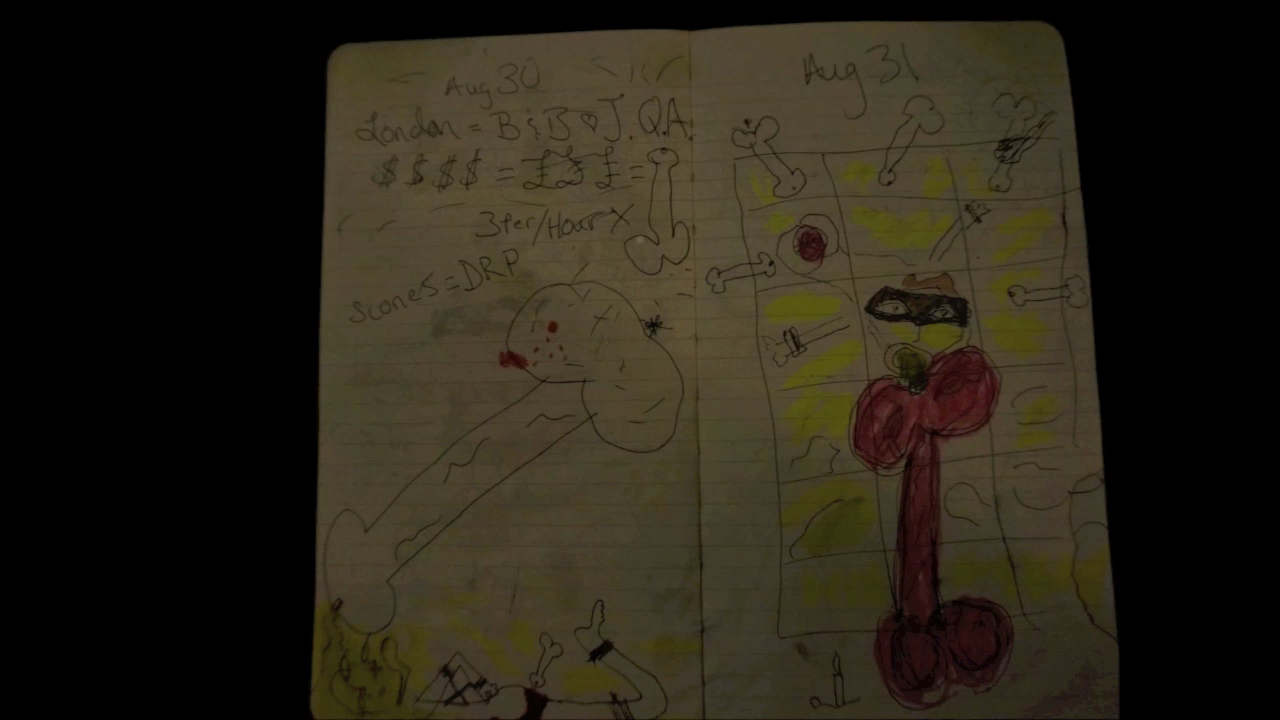 Aug 30
London = B & B ♡ J. Q.A.
$ $ $ $ = £ £ £ =
3 per/Hour X
Scones = DRP
Aug 31